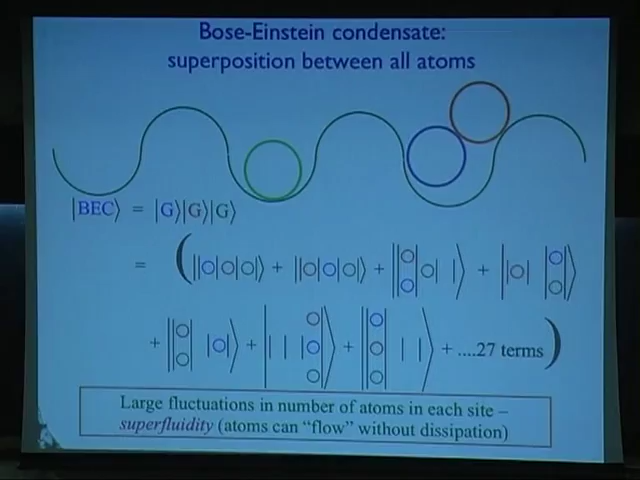 Bose-Einstein condensate:
superposition between all atoms
|BEC⟩ = |G⟩|G⟩|G⟩
= (||○|○|○|⟩ + ||○|○|○|⟩ + ||○○|○| |⟩ + ||○| |○○|⟩
+ ||○○| |○|⟩ + | | | |○○○|⟩ + ||○○○| | |⟩ + ....27 terms)
Large fluctuations in number of atoms in each site –
superfluidity (atoms can “flow” without dissipation)